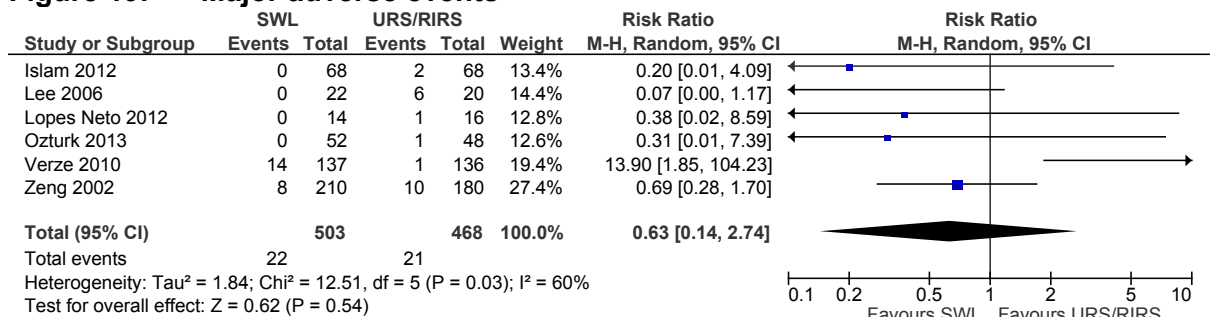 Figure 10: Major adverse events
SWL URS/RIRS Risk Ratio Risk Ratio
Study or Subgroup Events Total Events Total Weight M-H, Random, 95% CI M-H, Random, 95% CI
Islam 2012 0 68 2 68 13.4% 0.20 [0.01, 4.09]
Lee 2006 0 22 6 20 14.4% 0.07 [0.00, 1.17]
Lopes Neto 2012 0 14 1 16 12.8% 0.38 [0.02, 8.59]
Ozturk 2013 0 52 1 48 12.6% 0.31 [0.01, 7.39]
Verze 2010 14 137 1 136 19.4% 13.90 [1.85, 104.23]
Zeng 2002 8 210 10 180 27.4% 0.69 [0.28, 1.70]
Total (95% CI) 503 468 100.0% 0.63 [0.14, 2.74]
Total events 22 21
Heterogeneity: Tau² = 1.84; Chi² = 12.51, df = 5 (P = 0.03); I² = 60%
Test for overall effect: Z = 0.62 (P = 0.54)
0.1 0.2 0.5 1 2 5 10
Favours SWL Favours URS/RIRS